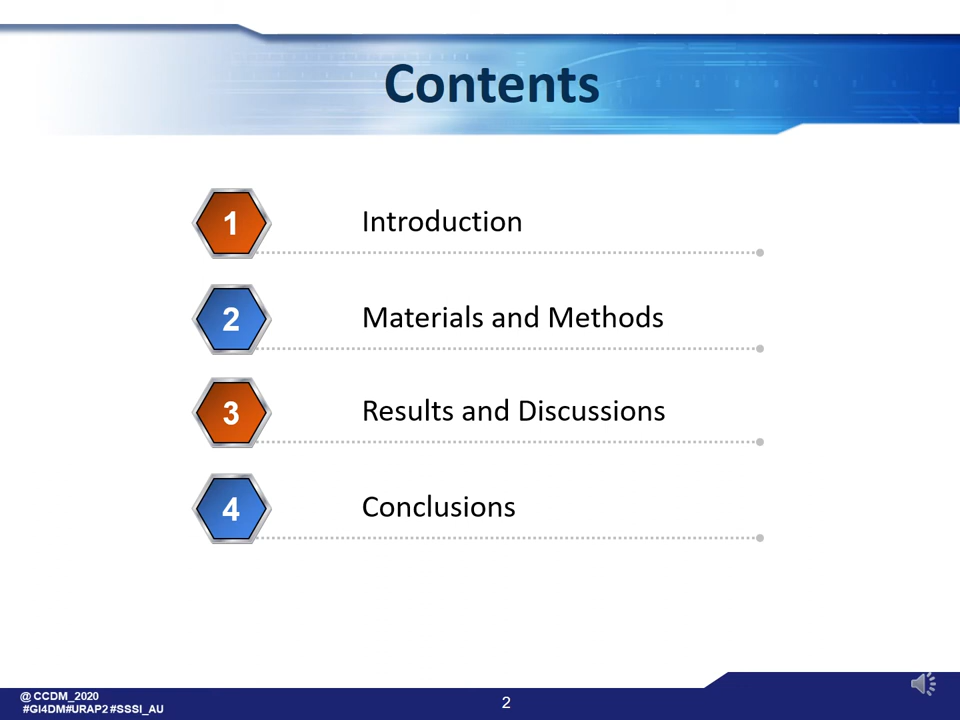 Contents
1 Introduction
2 Materials and Methods
3 Results and Discussions
4 Conclusions
@ CCDM_2020
#GI4DM#URAP2 #SSSI_AU
2